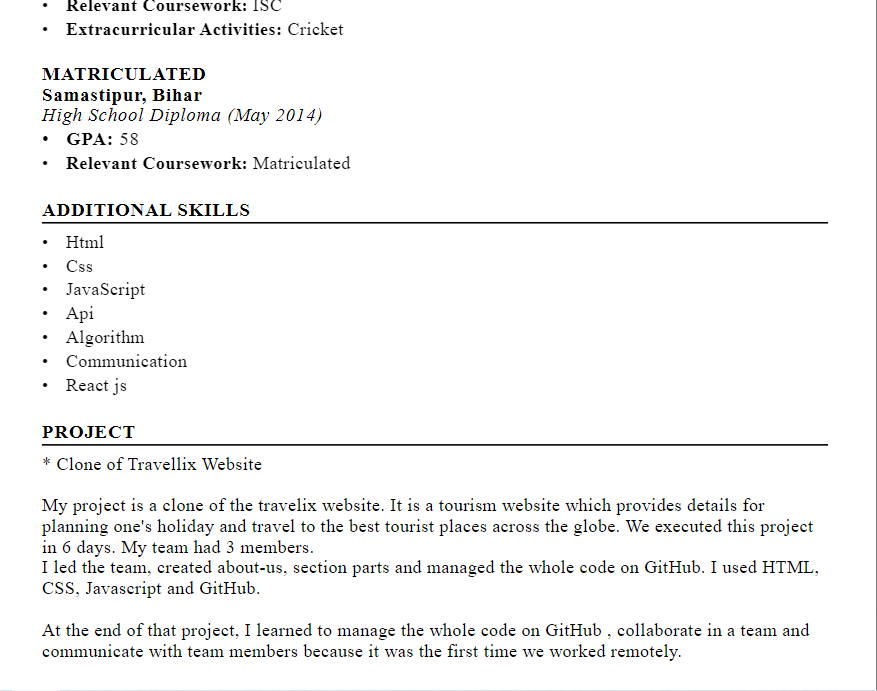 • Relevant Coursework: ISC
• Extracurricular Activities: Cricket
MATRICULATED
Samastipur, Bihar
High School Diploma (May 2014)
• GPA: 58
• Relevant Coursework: Matriculated
ADDITIONAL SKILLS
• Html
• Css
• JavaScript
• Api
• Algorithm
• Communication
• React js
PROJECT
* Clone of Travellix Website
My project is a clone of the travelix website. It is a tourism website which provides details for
planning one's holiday and travel to the best tourist places across the globe. We executed this project
in 6 days. My team had 3 members.
I led the team, created about-us, section parts and managed the whole code on GitHub. I used HTML,
CSS, Javascript and GitHub.
At the end of that project, I learned to manage the whole code on GitHub , collaborate in a team and
communicate with team members because it was the first time we worked remotely.